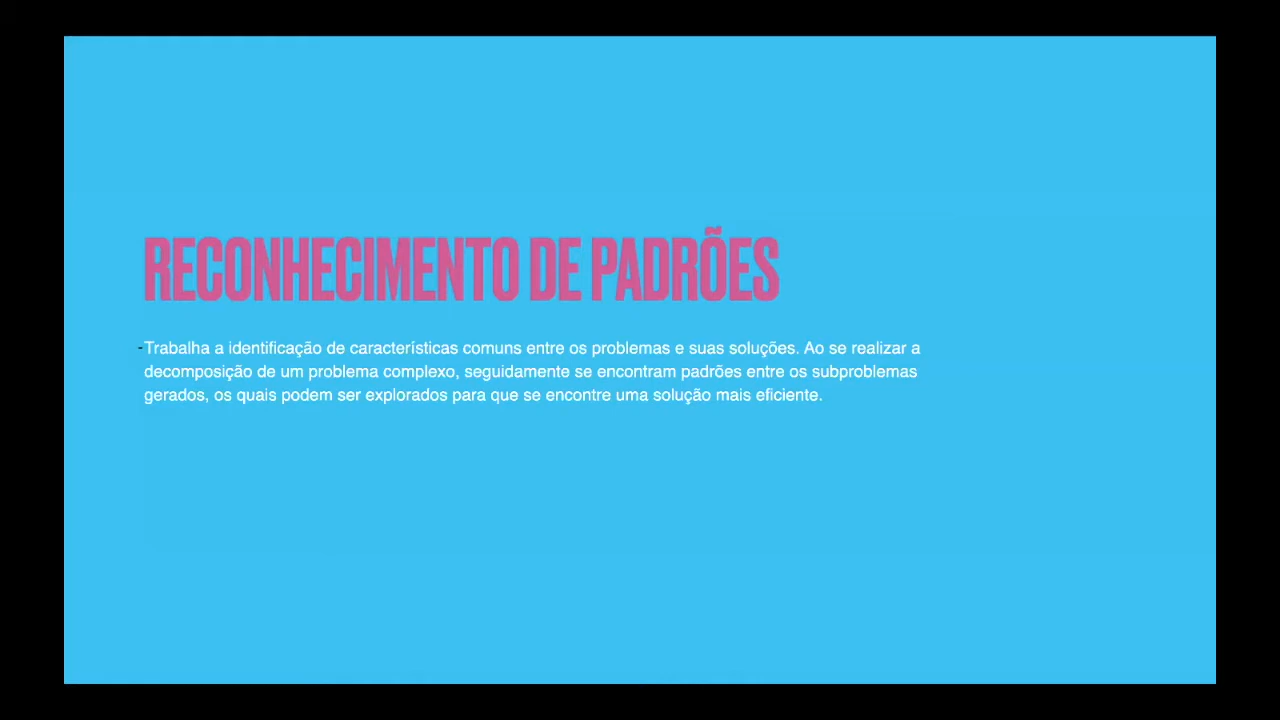 RECONHECIMENTO DE PADRÕES
-Trabalha a identificação de características comuns entre os problemas e suas soluções. Ao se realizar a
decomposição de um problema complexo, seguidamente se encontram padrões entre os subproblemas
gerados, os quais podem ser explorados para que se encontre uma solução mais eficiente.